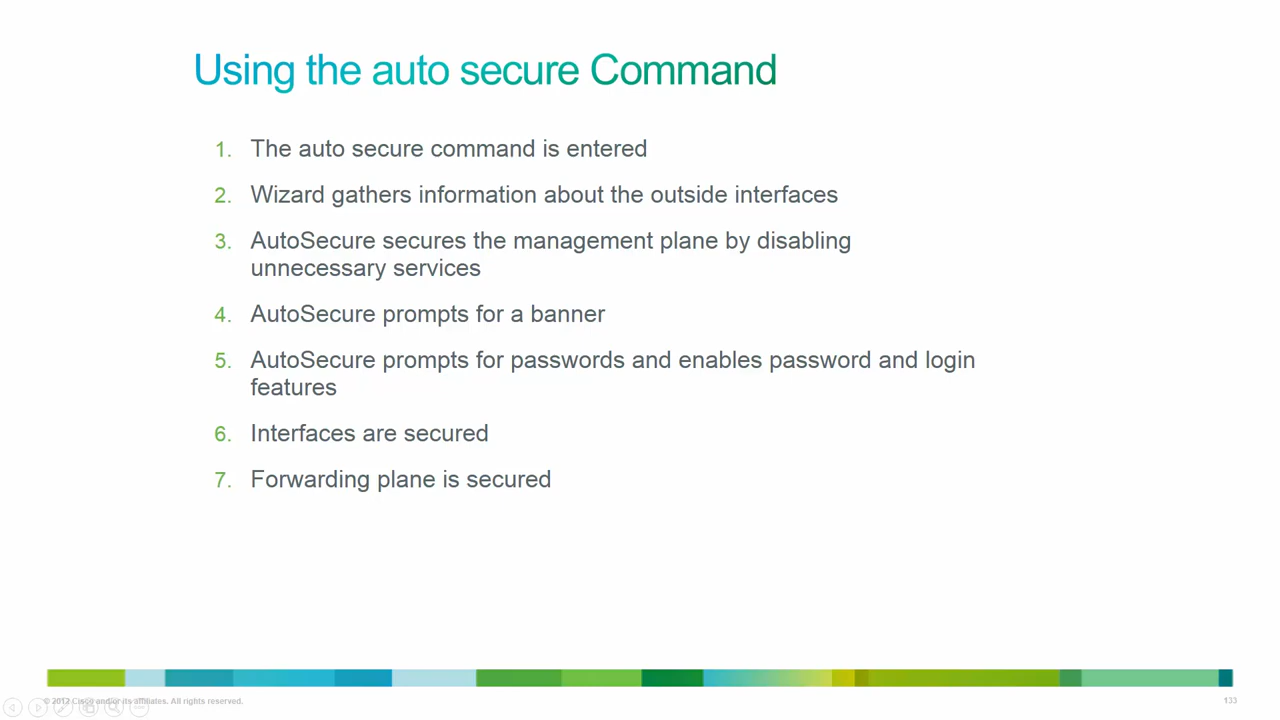 Using the auto secure Command
1. The auto secure command is entered
2. Wizard gathers information about the outside interfaces
3. AutoSecure secures the management plane by disabling
unnecessary services
4. AutoSecure prompts for a banner
5. AutoSecure prompts for passwords and enables password and login
features
6. Interfaces are secured
7. Forwarding plane is secured
© 2012 Cisco and/or its affiliates. All rights reserved.
133